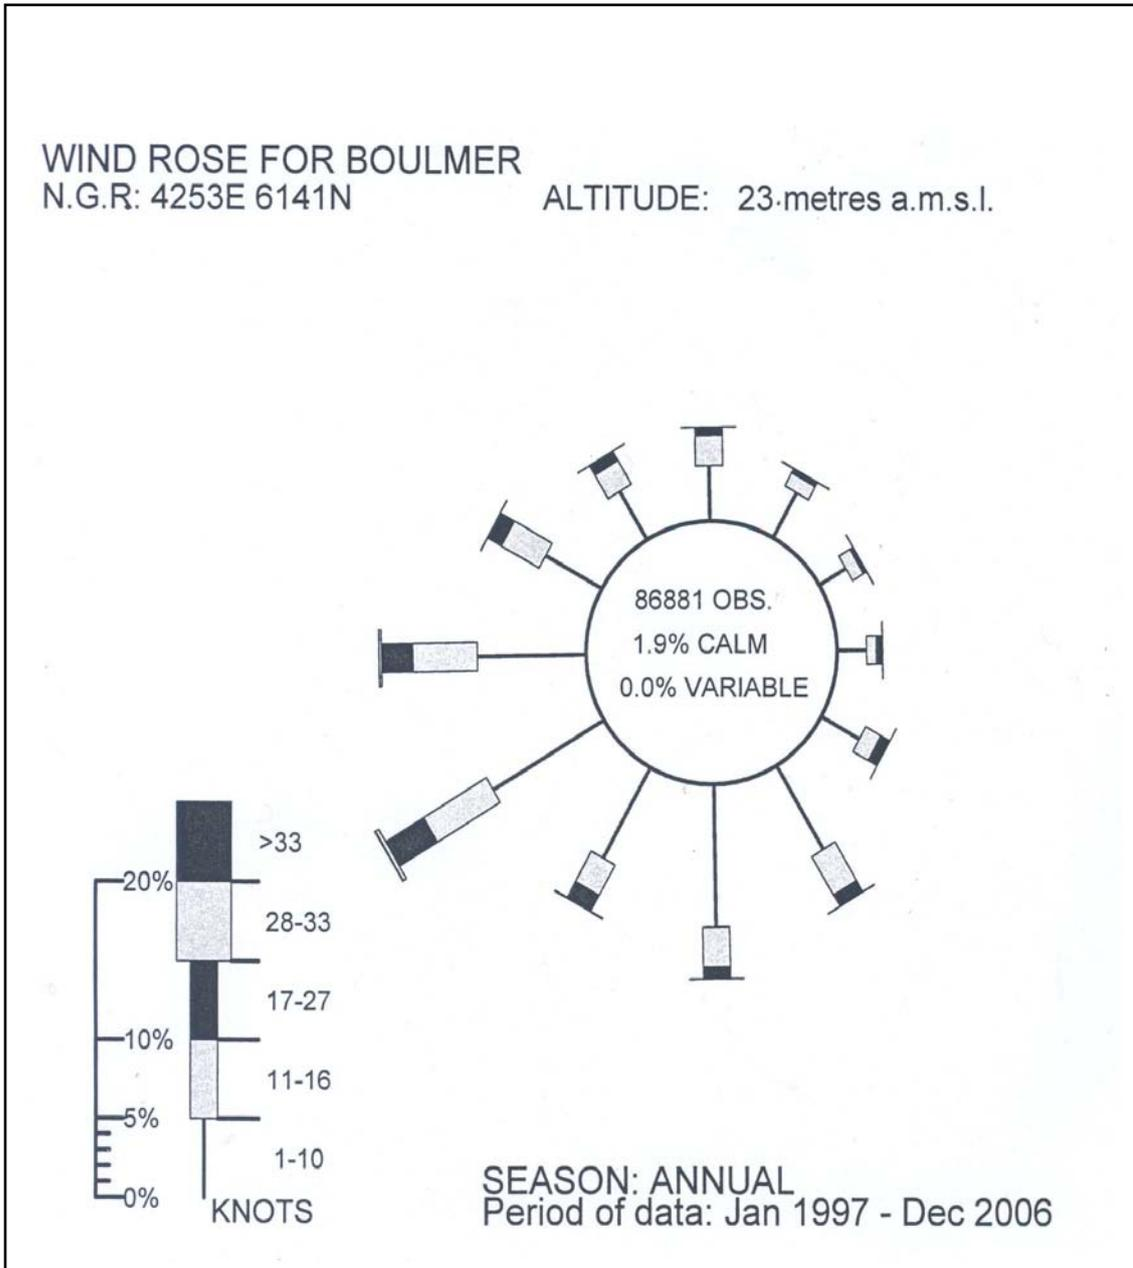 WIND ROSE FOR BOULMER
N.G.R: 4253E 6141N
ALTITUDE: 23 metres a.m.s.l.
86881 OBS.
1.9% CALM
0.0% VARIABLE
>33
20%
28-33
17-27
10%
11-16
5%
1-10
0%
KNOTS
SEASON: ANNUAL
Period of data: Jan 1997 - Dec 2006